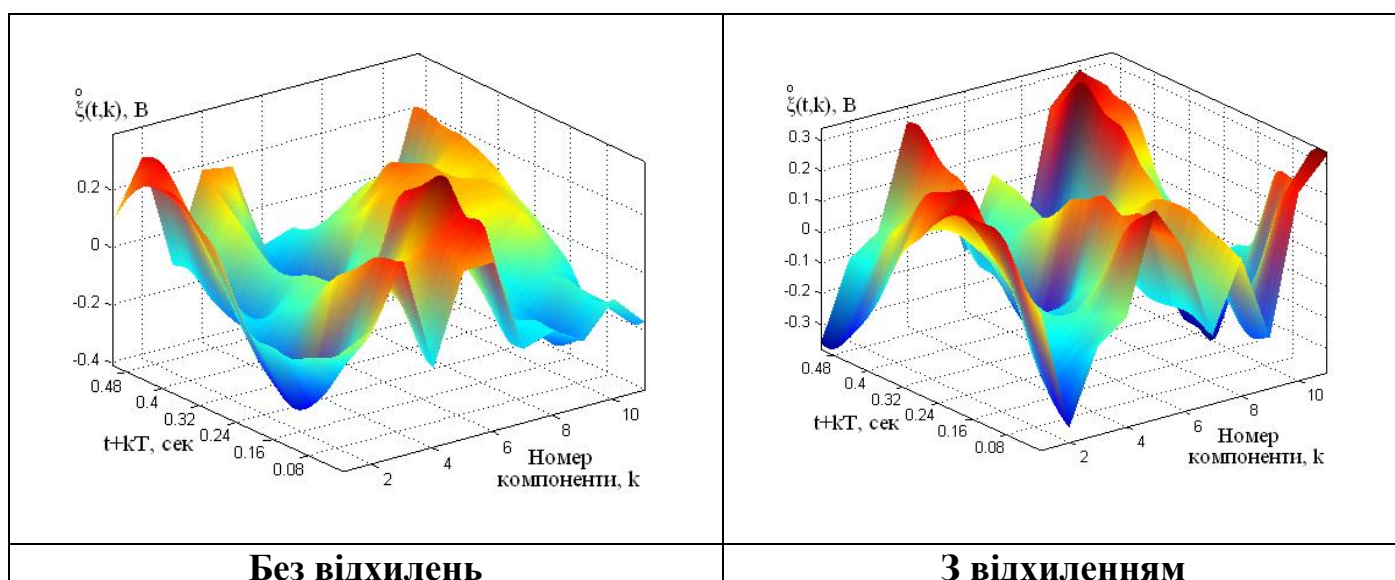 o
ξ(t,k), В
0.2
0
-0.2
-0.4
0.48
0.4
0.32
0.24
0.16
0.08
t+kT, сек
2
4
6
8
10
Номер
компоненти, k
Без відхилень
o
ξ(t,k), В
0.3
0.2
0.1
0
-0.1
-0.2
-0.3
0.48
0.4
0.32
0.24
0.16
0.08
t+kT, сек
2
4
6
8
10
Номер
компоненти, k
З відхиленням